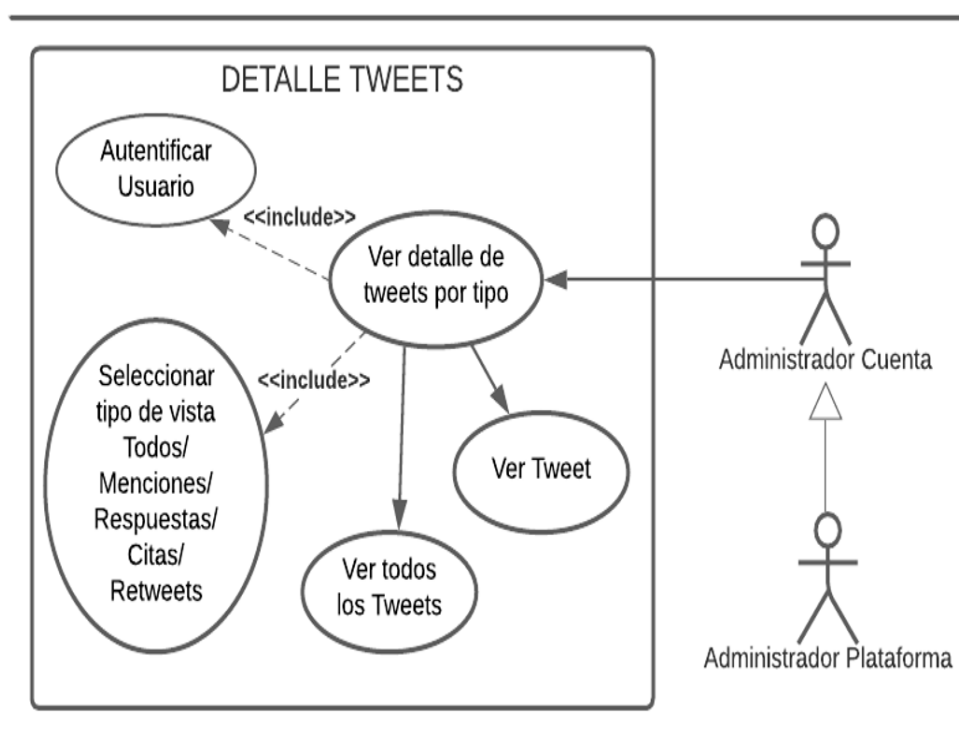 DETALLE TWEETS
Autentificar
Usuario
<<include>>
Ver detalle de
tweets por tipo
<<include>>
Seleccionar
tipo de vista
Todos/
Menciones/
Respuestas/
Citas/
Retweets
Ver Tweet
Ver todos
los Tweets
Administrador Cuenta
Administrador Plataforma